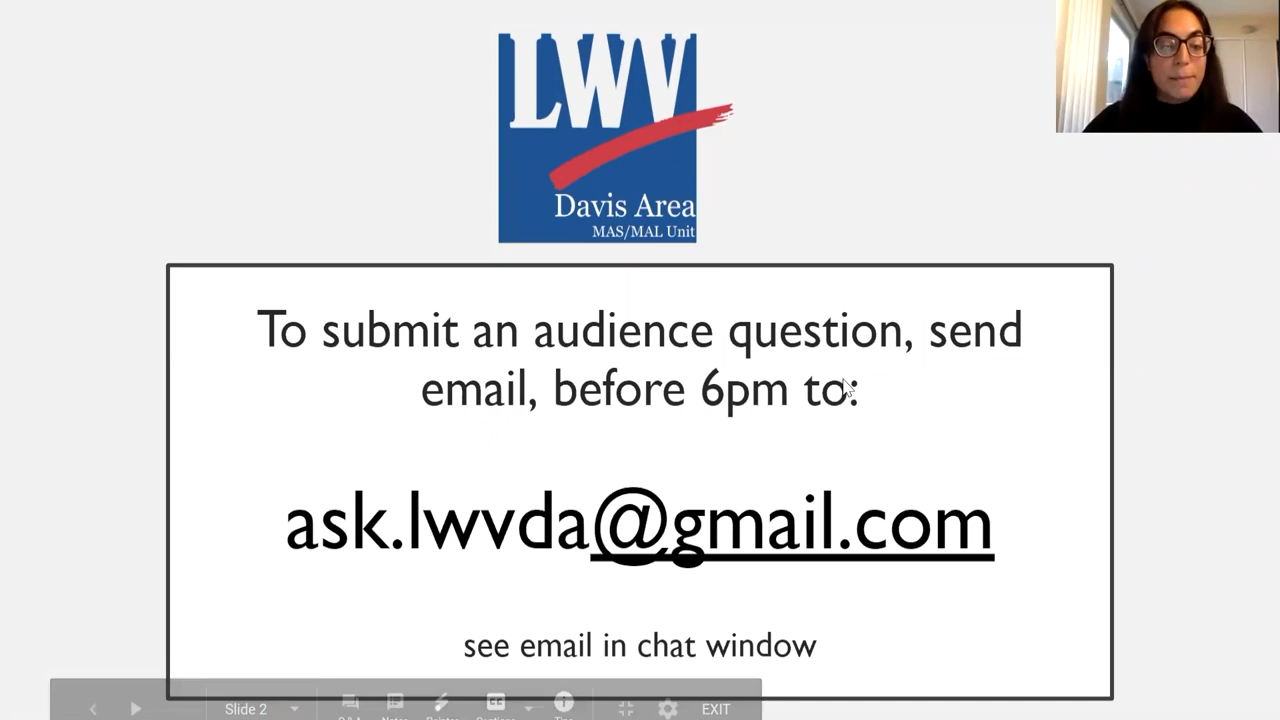 LWV
Davis Area
MAS/MAL Unit
To submit an audience question, send
email, before 6pm to:
ask.lwvda@gmail.com
see email in chat window
Slide 2
EXIT